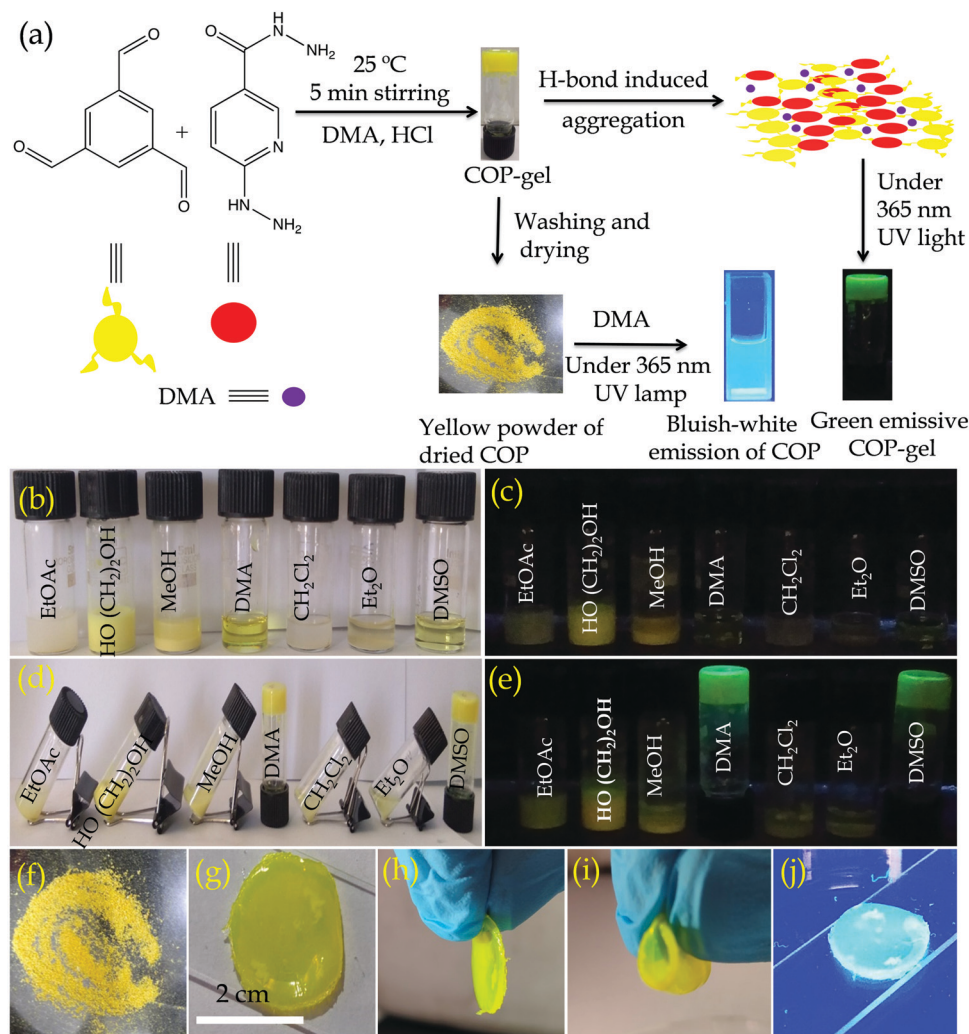 (a)
O
O
H
N
NH₂
25 ºC
5 min stirring
DMA, HCl
H-bond induced
aggregation
+
O
O
N
HN
NH₂
COP-gel
Under
365 nm
UV light
Washing and
drying
DMA
Under 365 nm
UV lamp
DMA
Yellow powder of
dried COP
Bluish-white
emission of COP
Green emissive
COP-gel
(b)
EtOAc
HO (CH₂)₂OH
MeOH
DMA
CH₂Cl₂
Et₂O
DMSO
(c)
EtOAc
HO (CH₂)₂OH
MeOH
DMA
CH₂Cl₂
Et₂O
DMSO
(d)
EtOAc
HO (CH₂)₂OH
MeOH
DMA
CH₂Cl₂
Et₂O
DMSO
(e)
EtOAc
HO (CH₂)₂OH
MeOH
DMA
CH₂Cl₂
Et₂O
DMSO
(f)
(g)
2 cm
(h)
(i)
(j)